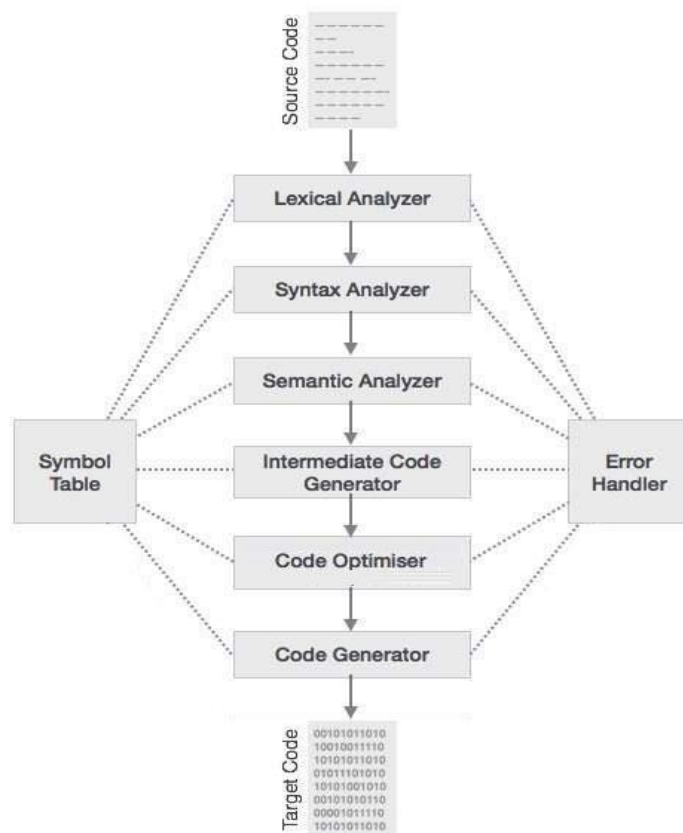 Source Code
Lexical Analyzer
Syntax Analyzer
Semantic Analyzer
Symbol
Table
Intermediate Code
Generator
Error
Handler
Code Optimiser
Code Generator
Target Code
00101011010
10010011110
10101011010
01011101010
10101001010
00101010110
00001011110
10101011010